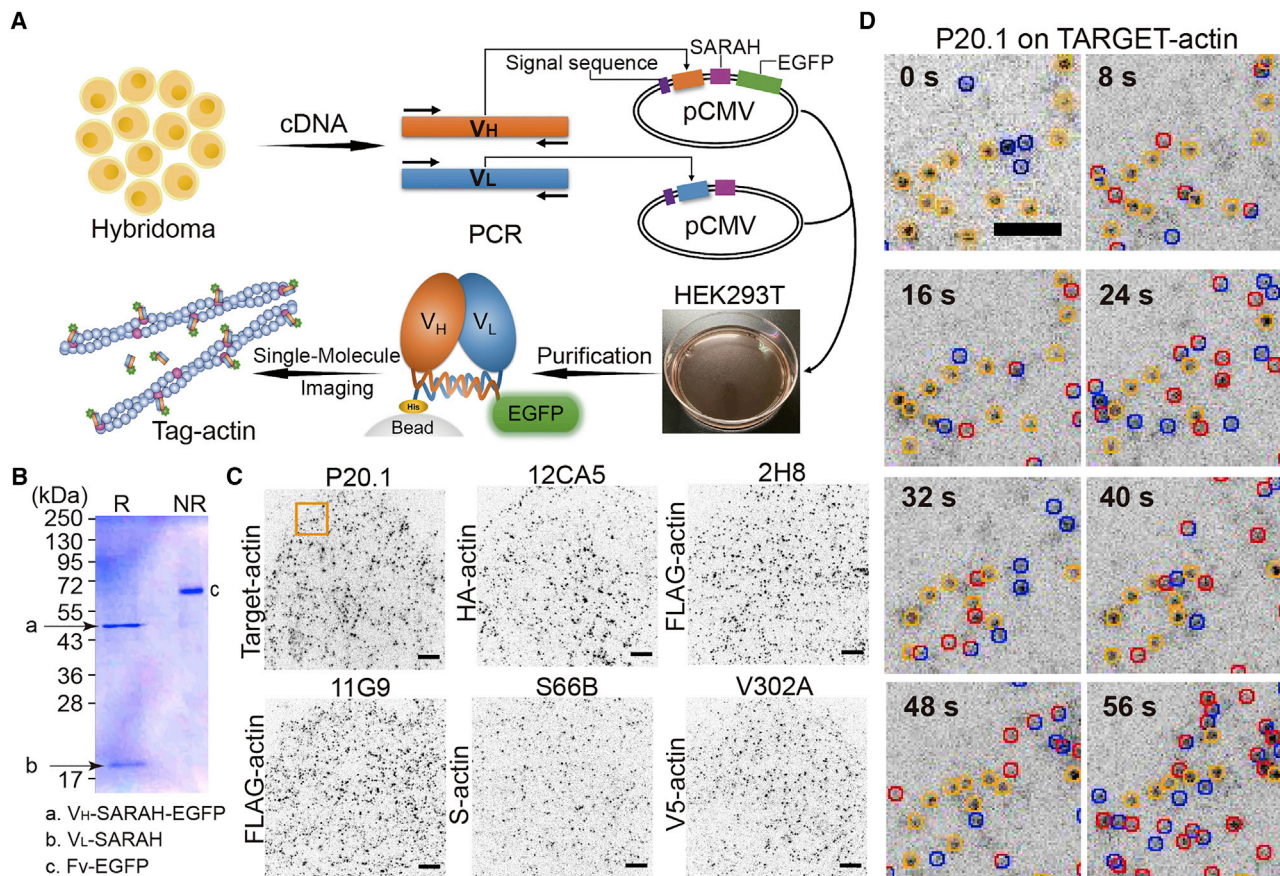 A
Hybridoma
cDNA
VH
VL
PCR
Signal sequence
SARAH
EGFP
pCMV
pCMV
HEK293T
Purification
VH
VL
His
Bead
EGFP
Single-Molecule
Imaging
Tag-actin
B
(kDa)
R
NR
250
130
95
72
55
43
36
28
17
a
b
c
a. VH-SARAH-EGFP
b. VL-SARAH
c. Fv-EGFP
C
P20.1
Target-actin
12CA5
HA-actin
2H8
FLAG-actin
11G9
FLAG-actin
S66B
S-actin
V302A
V5-actin
D
P20.1 on TARGET-actin
0 s
8 s
16 s
24 s
32 s
40 s
48 s
56 s